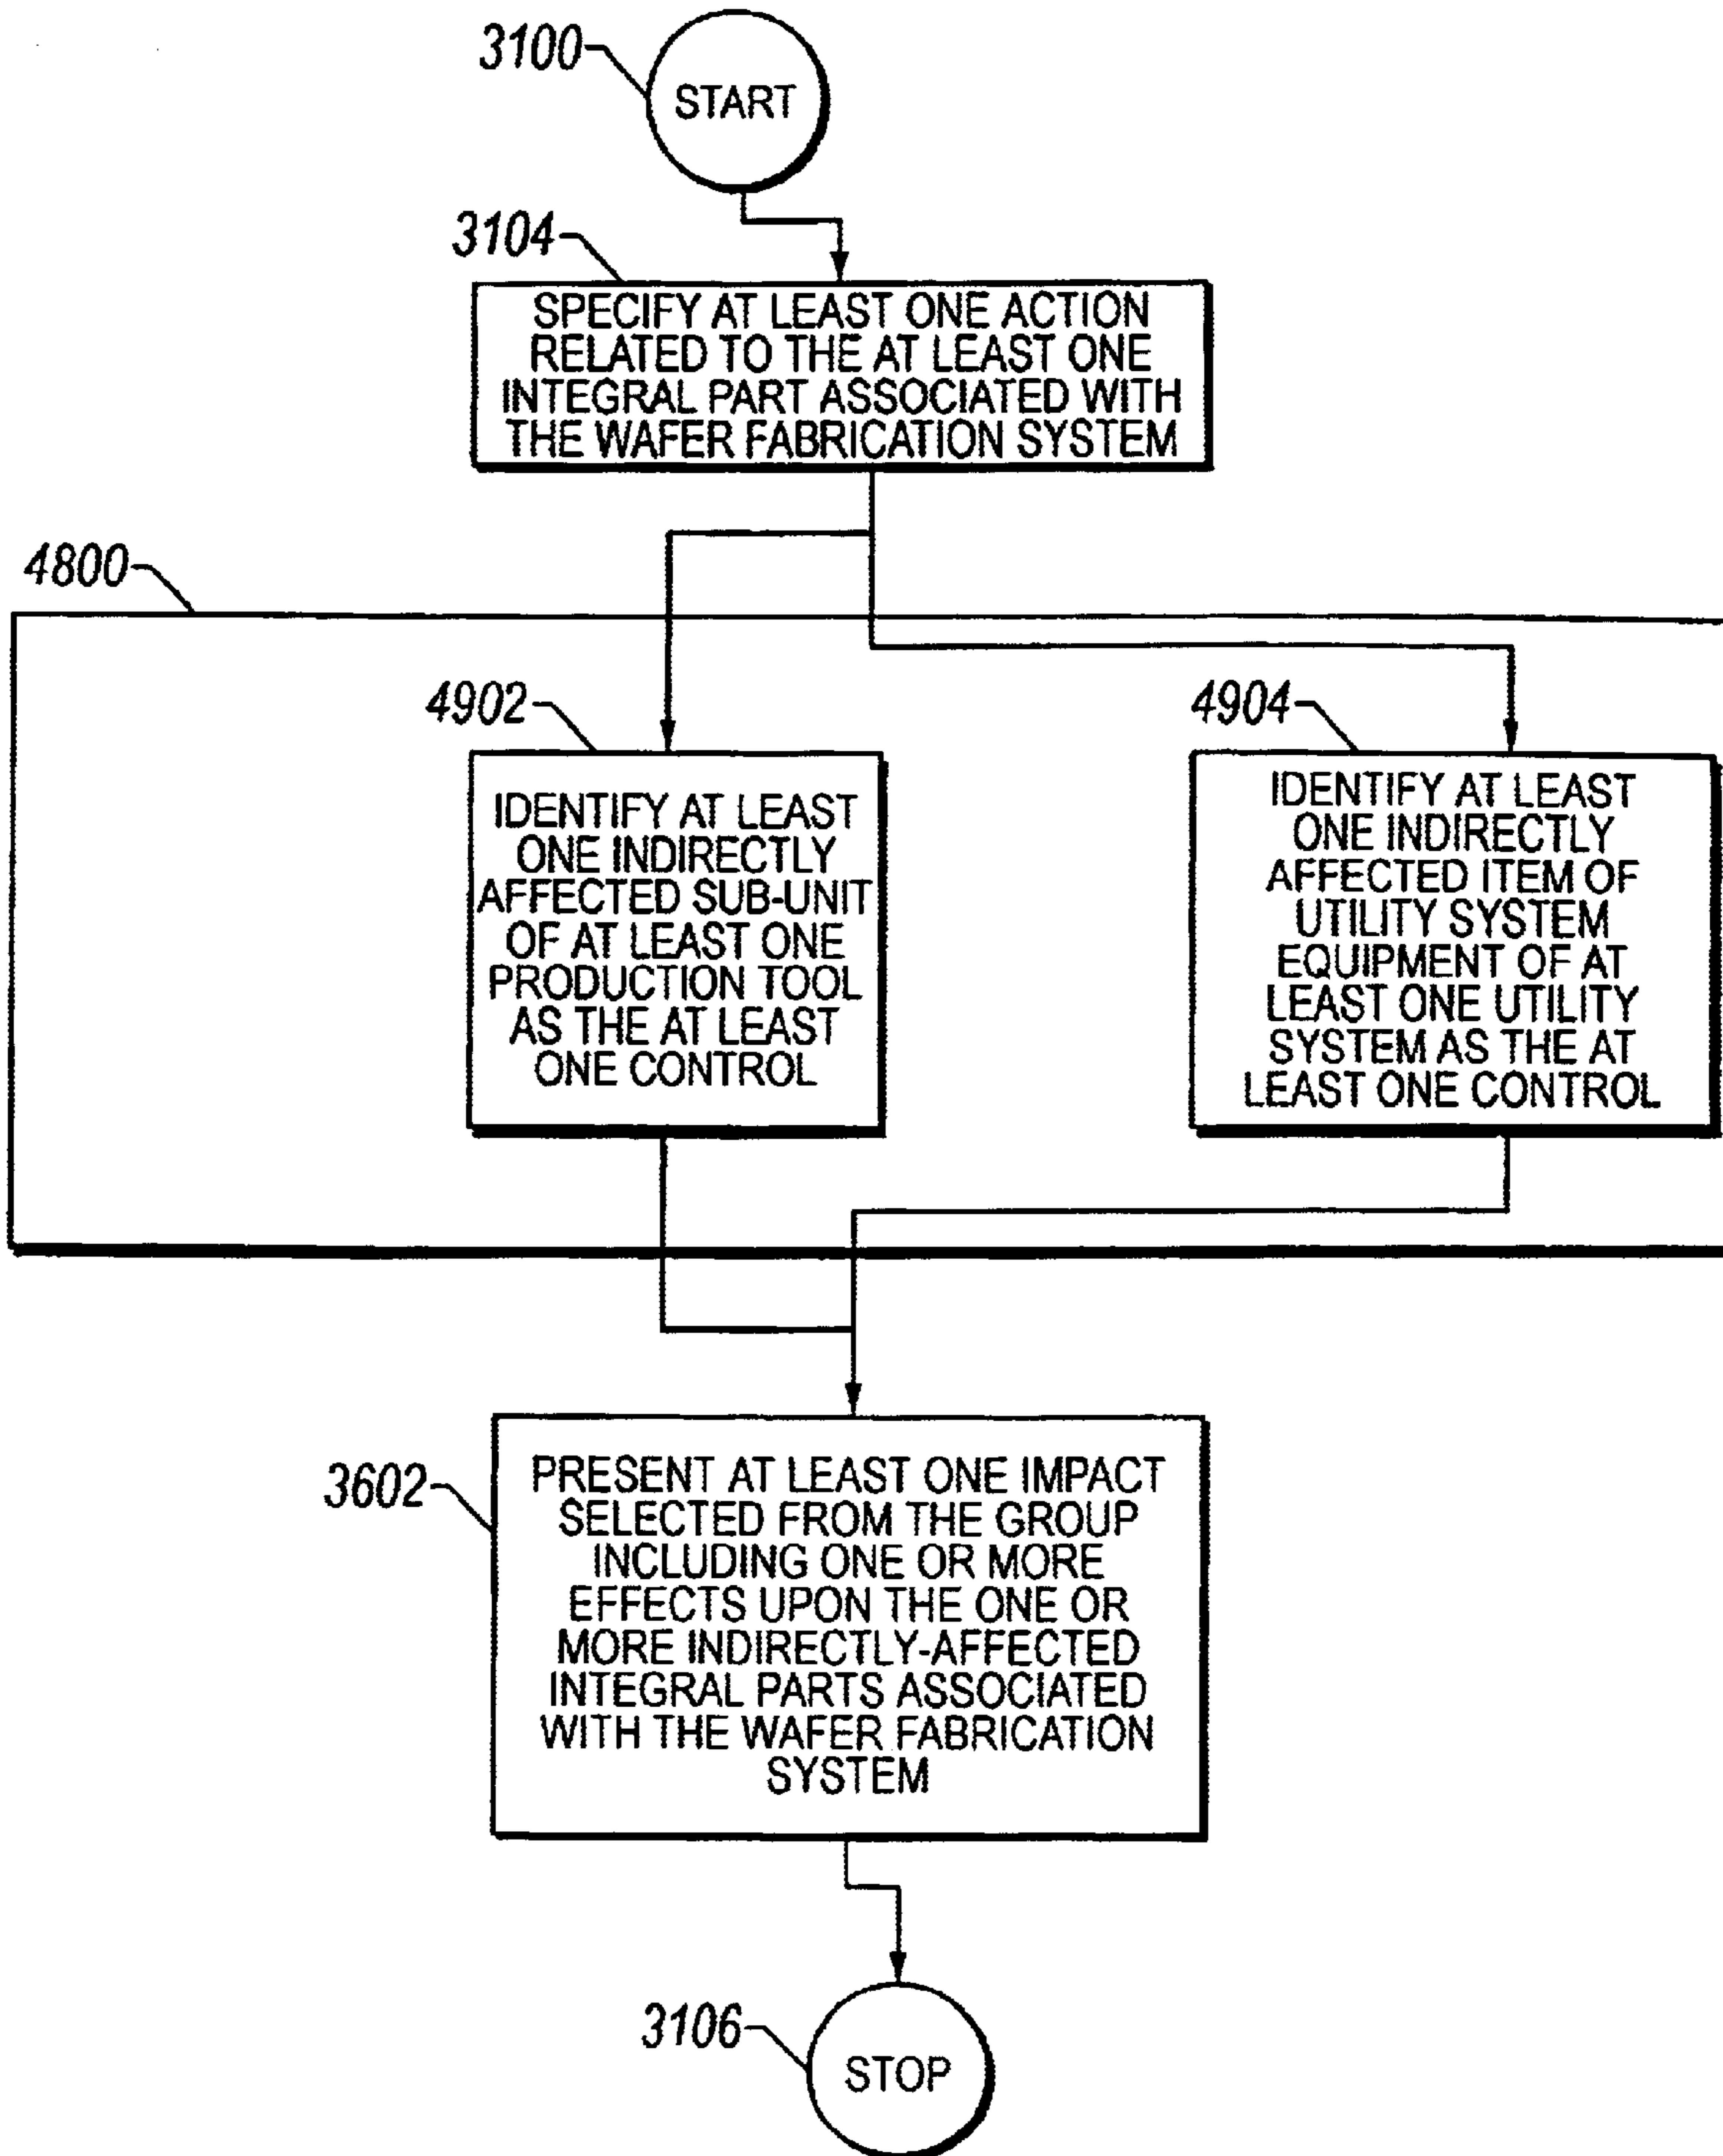 3100
START
3104
SPECIFY AT LEAST ONE ACTION
RELATED TO THE AT LEAST ONE
INTEGRAL PART ASSOCIATED WITH
THE WAFER FABRICATION SYSTEM
4800
4902
IDENTIFY AT LEAST
ONE INDIRECTLY
AFFECTED SUB-UNIT
OF AT LEAST ONE
PRODUCTION TOOL
AS THE AT LEAST
ONE CONTROL
4904
IDENTIFY AT LEAST
ONE INDIRECTLY
AFFECTED ITEM OF
UTILITY SYSTEM
EQUIPMENT OF AT
LEAST ONE UTILITY
SYSTEM AS THE AT
LEAST ONE CONTROL
3602
PRESENT AT LEAST ONE IMPACT
SELECTED FROM THE GROUP
INCLUDING ONE OR MORE
EFFECTS UPON THE ONE OR
MORE INDIRECTLY-AFFECTED
INTEGRAL PARTS ASSOCIATED
WITH THE WAFER FABRICATION
SYSTEM
3106
STOP